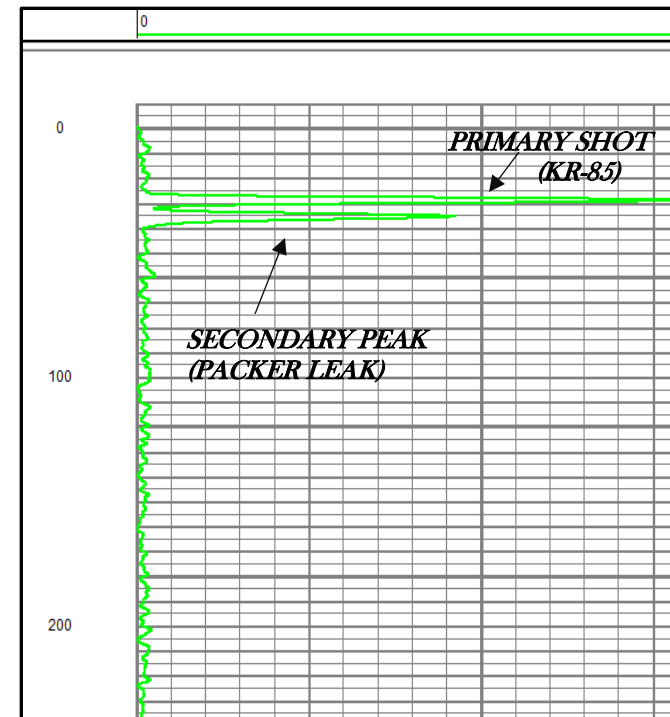 0
0
PRIMARY SHOT
(KR-85)
SECONDARY PEAK
(PACKER LEAK)
100
200